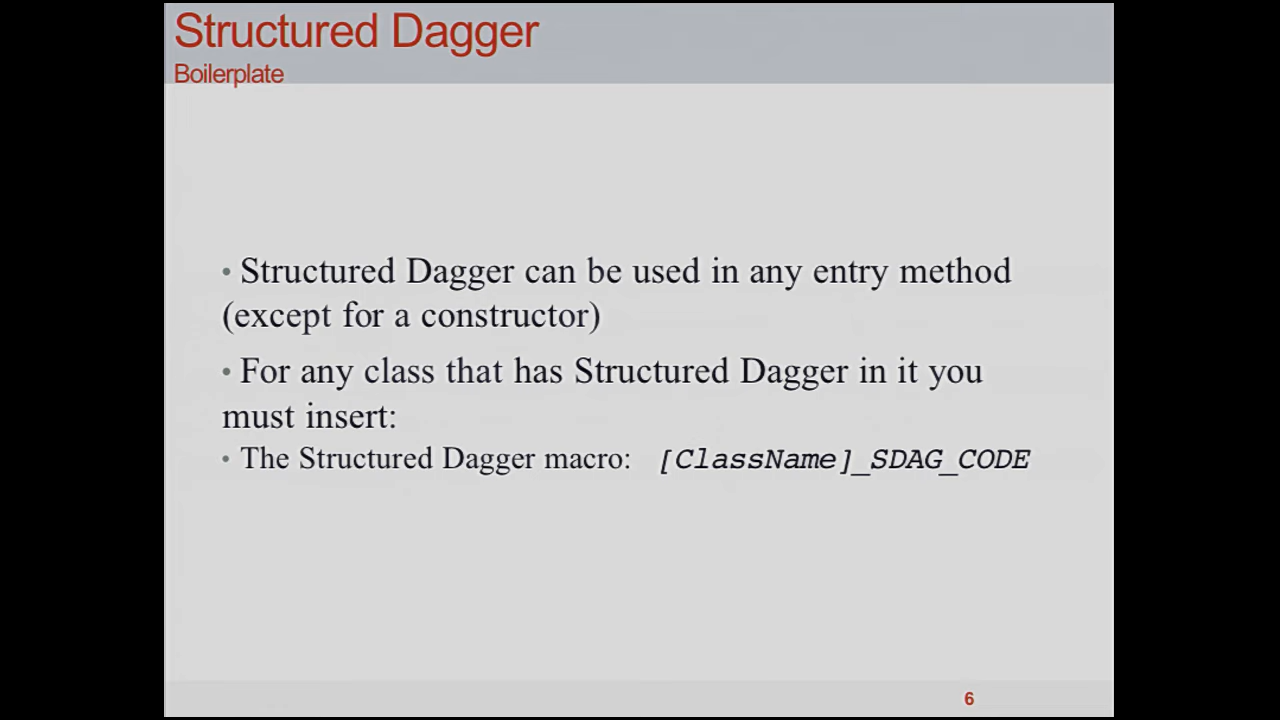 Structured Dagger
Boilerplate
• Structured Dagger can be used in any entry method
(except for a constructor)
• For any class that has Structured Dagger in it you
must insert:
• The Structured Dagger macro: [ClassName]_SDAG_CODE
6